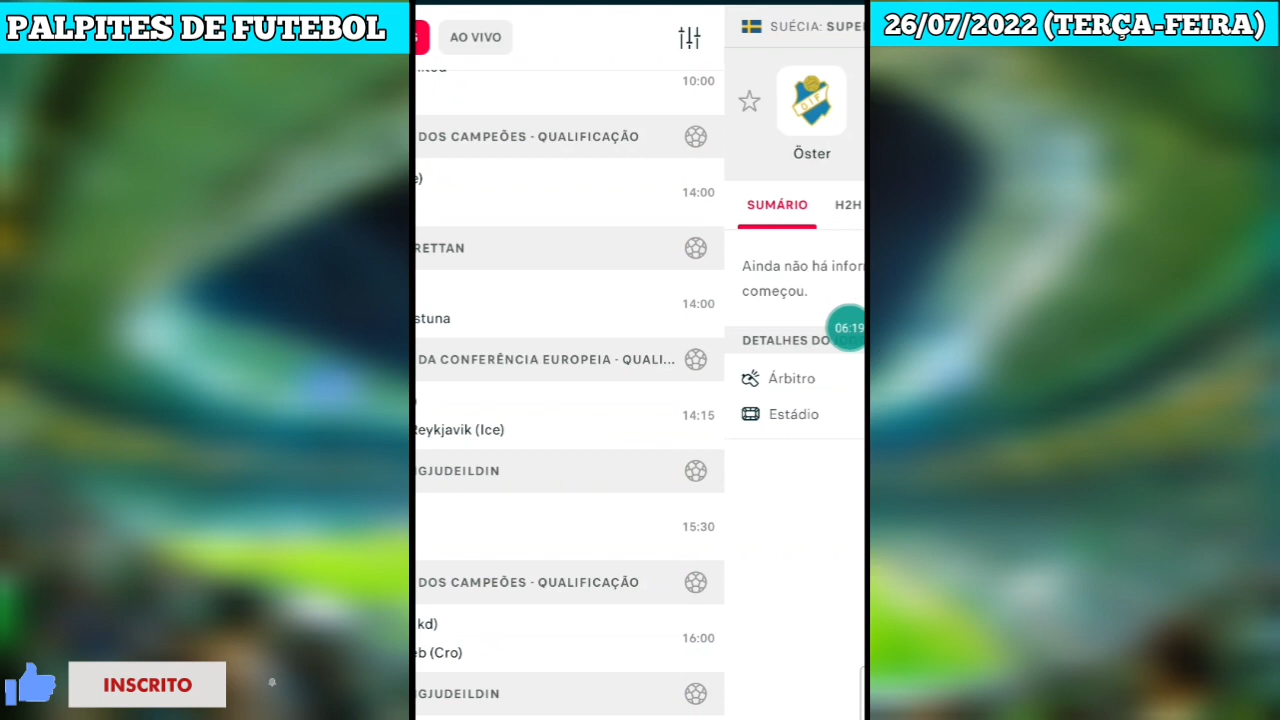 PALPITES DE FUTEBOL
26/07/2022 (TERÇA-FEIRA)
S
AO VIVO
10:00
DOS CAMPEÕES - QUALIFICAÇÃO
e)
14:00
RETTAN
14:00
stuna
DA CONFERÊNCIA EUROPEIA - QUALI...
14:15
Reykjavik (Ice)
GJUDEILDIN
15:30
DOS CAMPEÕES - QUALIFICAÇÃO
kd)
16:00
eb (Cro)
GJUDEILDIN
SUÉCIA: SUPE
ÖIF
Öster
SUMÁRIO
H2H
Ainda não há infor
começou.
06:19
DETALHES DO
Árbitro
Estádio
INSCRITO